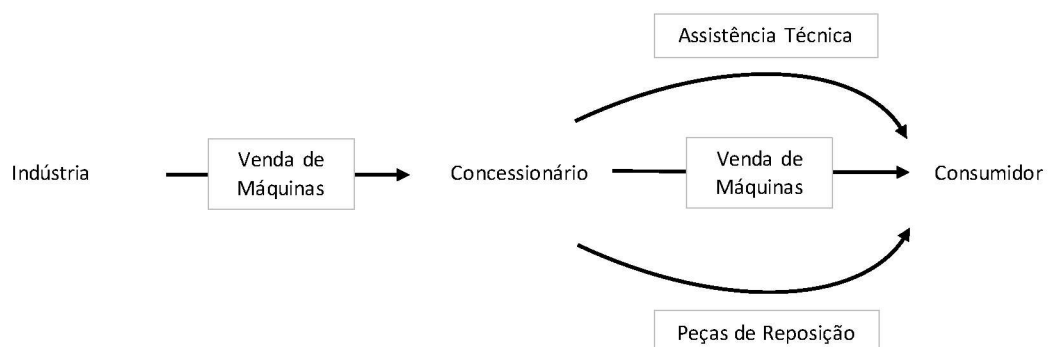 Assistência Técnica
Indústria
Venda de
Máquinas
Concessionário
Venda de
Máquinas
Consumidor
Peças de Reposição